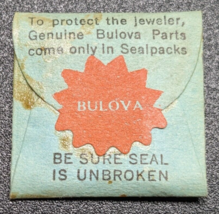 To protect the jeweler,
Genuine Bulova Parts
come only in Sealpacks
BULOVA
BE SURE SEAL
IS UNBROKEN